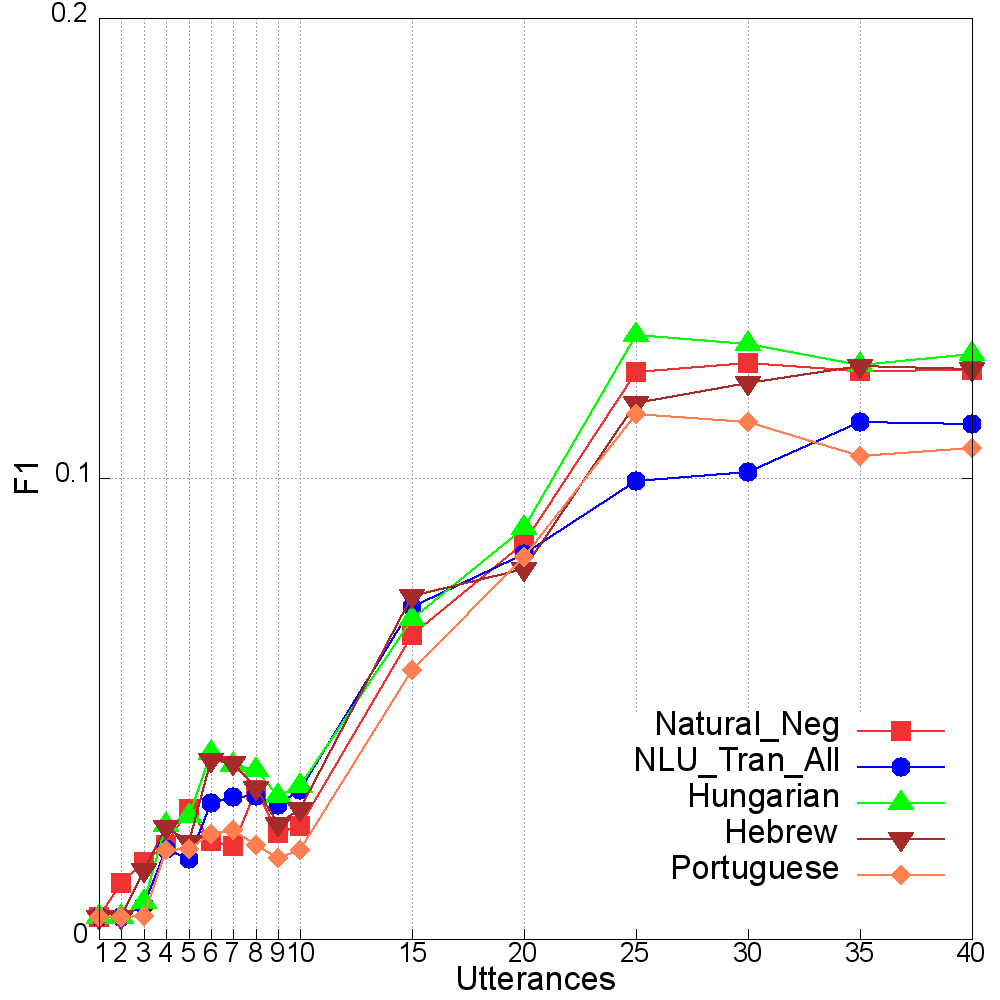 0.2
F1
0.1
0
1 2 3 4 5 6 7 8 9 10 15 20 25 30 35 40
Utterances
Natural_Neg
NLU_Tran_All
Hungarian
Hebrew
Portuguese